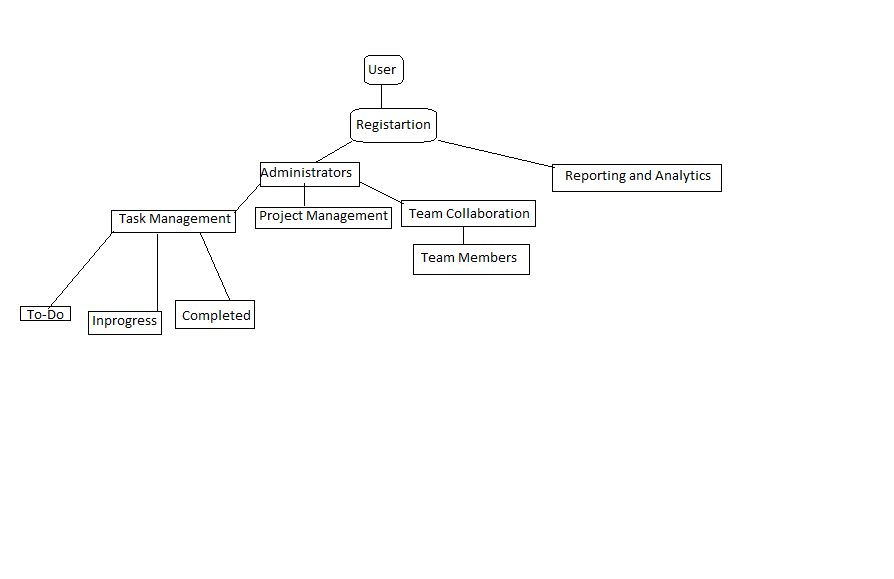 User
Registartion
Administrators
Reporting and Analytics
Task Management
Project Management
Team Collaboration
Team Members
To-Do
Inprogress
Completed